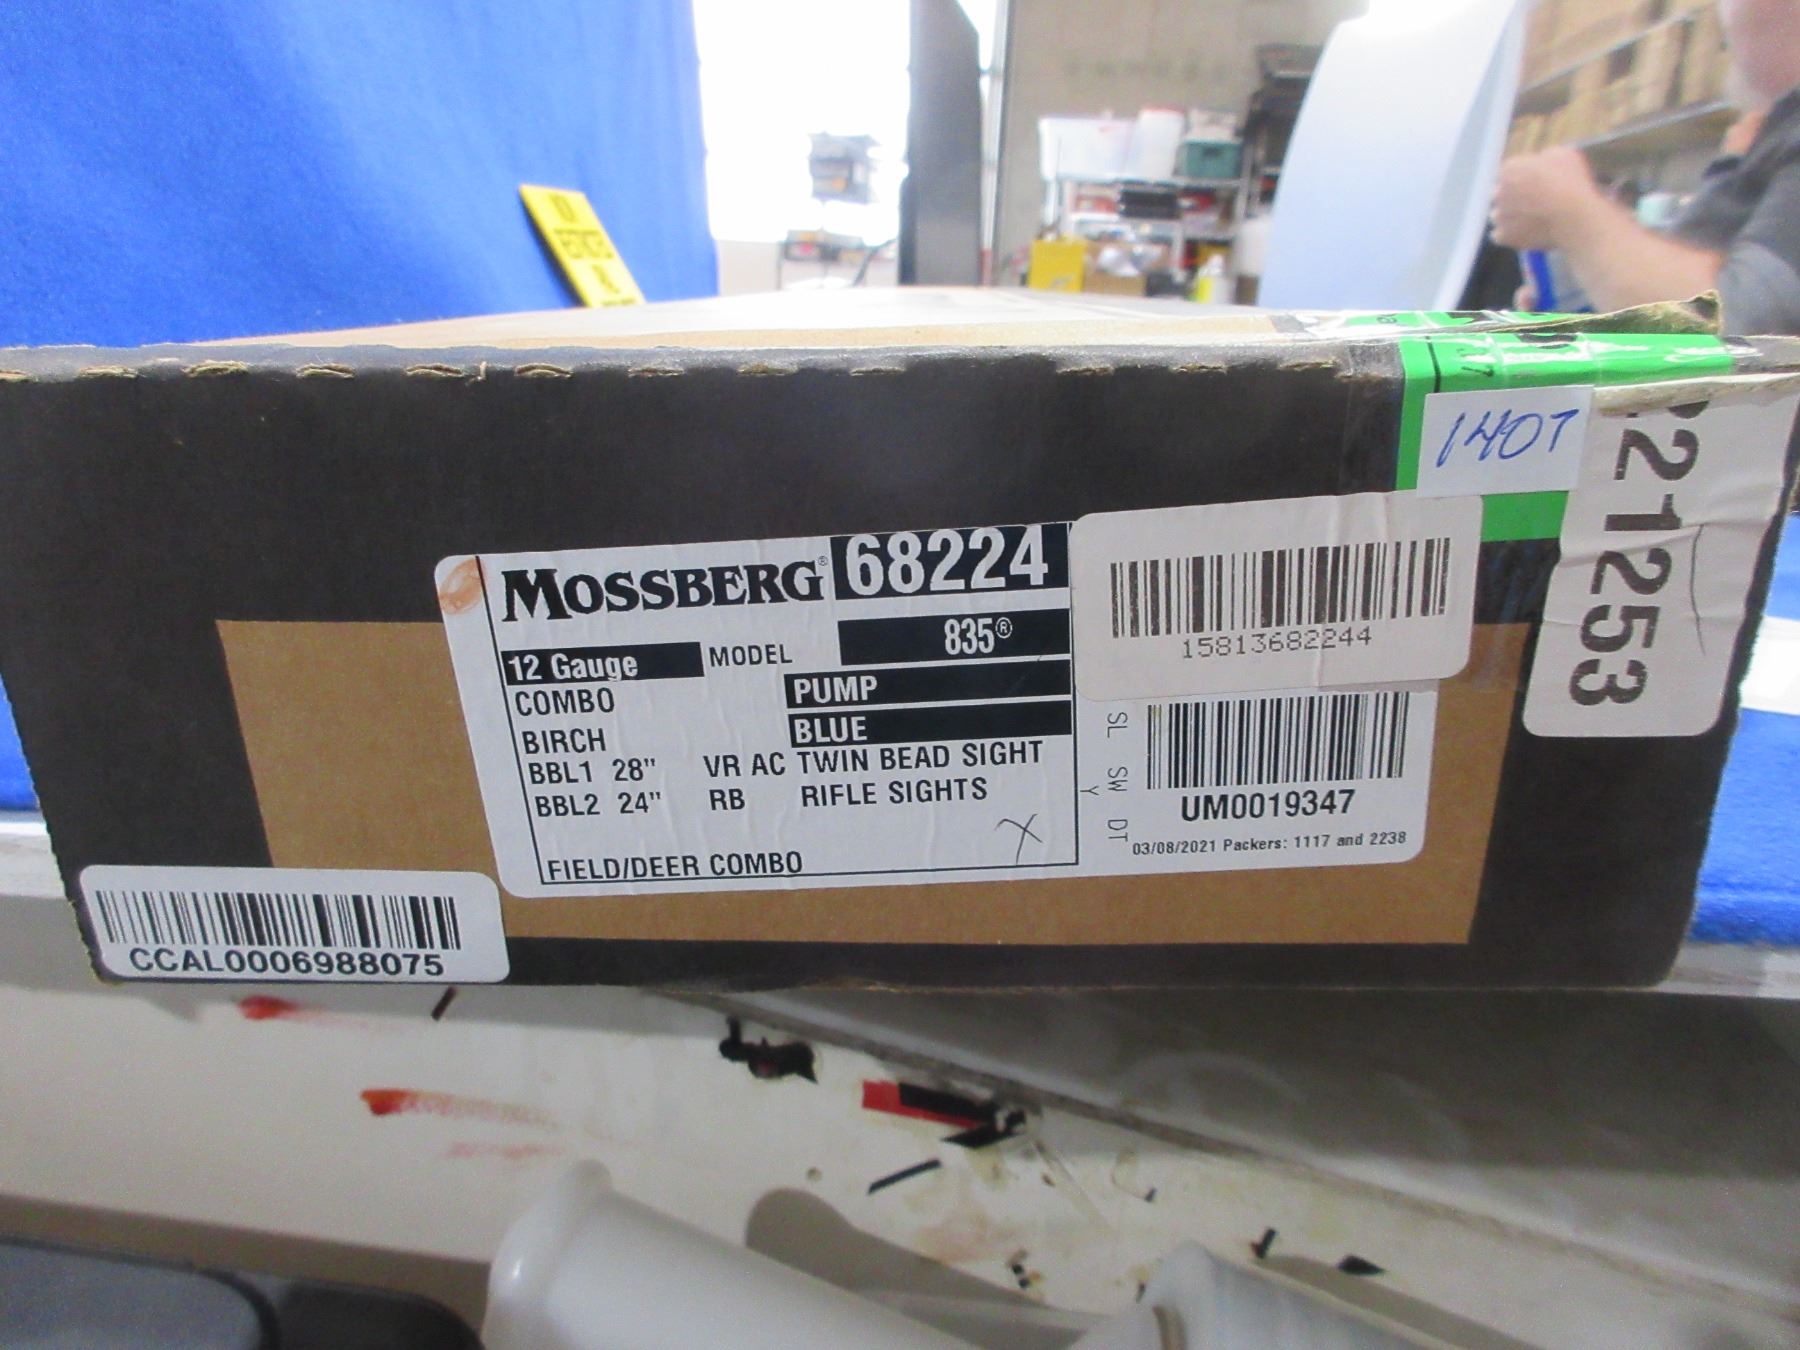 1407
221253
MOSSBERG® 68224
12 Gauge MODEL 835®
COMBO PUMP
BIRCH BLUE
BBL1 28" VR AC TWIN BEAD SIGHT
BBL2 24" RB RIFLE SIGHTS
X
FIELD/DEER COMBO
15813682244
SL SW DT
Y
UM0019347
03/08/2021 Packers: 1117 and 2238
CCAL0006988075